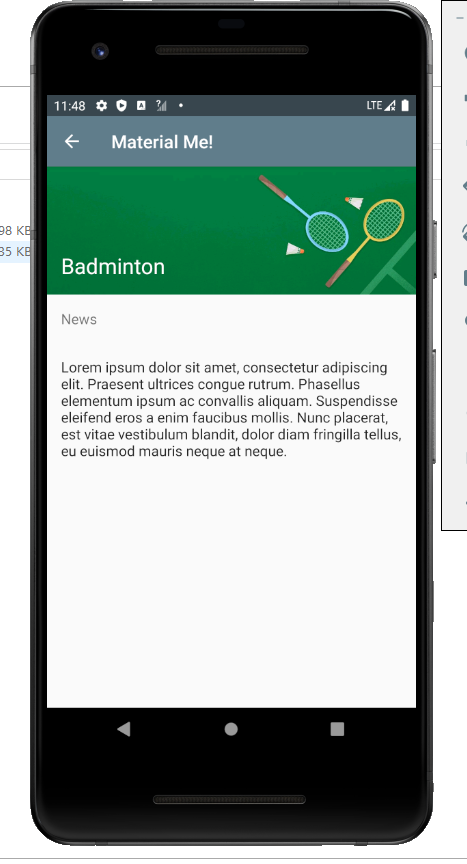 11:48 LTE
Material Me!
98 KB
35 KB
Badminton
News
Lorem ipsum dolor sit amet, consectetur adipiscing
elit. Praesent ultrices congue rutrum. Phasellus
elementum ipsum ac convallis aliquam. Suspendisse
eleifend eros a enim faucibus mollis. Nunc placerat,
est vitae vestibulum blandit, dolor diam fringilla tellus,
eu euismod mauris neque at neque.